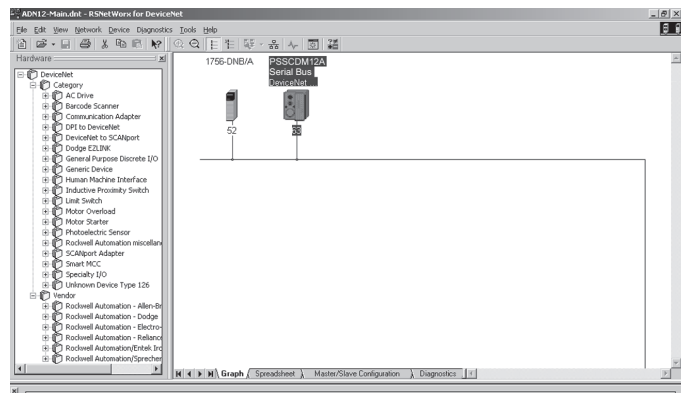 ADN12-Main.dnt - RSNetWorx for DeviceNet
File Edit View Network Device Diagnostics Tools Help
Hardware
DeviceNet
Category
AC Drive
Barcode Scanner
Communication Adapter
DPI to DeviceNet
DeviceNet to SCANport
Dodge EZLINK
General Purpose Discrete I/O
Generic Device
Human Machine Interface
Inductive Proximity Switch
Limit Switch
Motor Overload
Motor Starter
Photoelectric Sensor
Rockwell Automation miscellan
SCANport Adapter
Smart MCC
Specialty I/O
Unknown Device Type 126
Vendor
Rockwell Automation - Allen-Br
Rockwell Automation - Dodge
Rockwell Automation - Electro-
Rockwell Automation - Reliance
Rockwell Automation/Entek Irc
Rockwell Automation/Sprecher
1756-DNB/A
PSSCDM12A
Serial Bus
DeviceNet...
52
Graph Spreadsheet Master/Slave Configuration Diagnostics